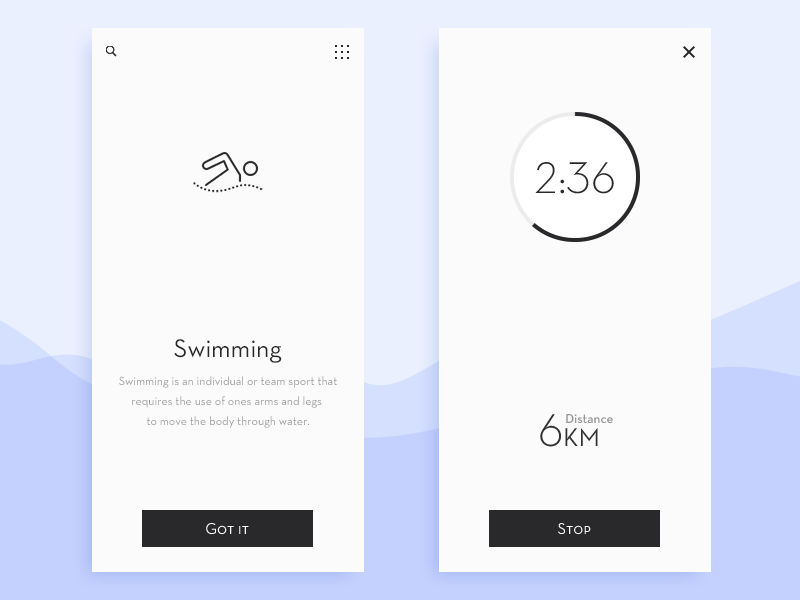 Swimming
Swimming is an individual or team sport that
requires the use of ones arms and legs
to move the body through water.
Got it
2:36
Distance
6KM
Stop